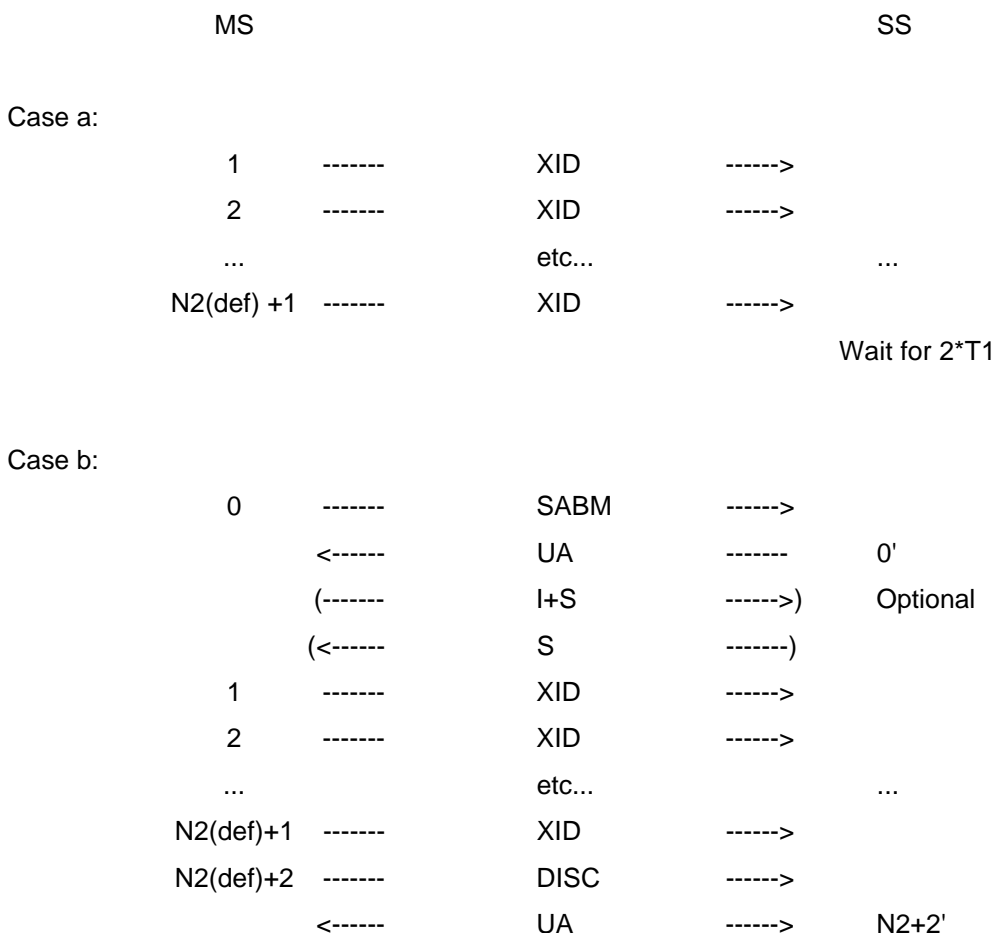 MS SS
Case a:
1 ------- XID ------>
2 ------- XID ------>
... etc... ...
N2(def) +1 ------- XID ------>
Wait for 2*T1
Case b:
0 ------- SABM ------>
<------ UA ------- 0'
(------- I+S ------>) Optional
(<------ S -------)
1 ------- XID ------>
2 ------- XID ------>
... etc... ...
N2(def)+1 ------- XID ------>
N2(def)+2 ------- DISC ------>
<------ UA ------> N2+2'